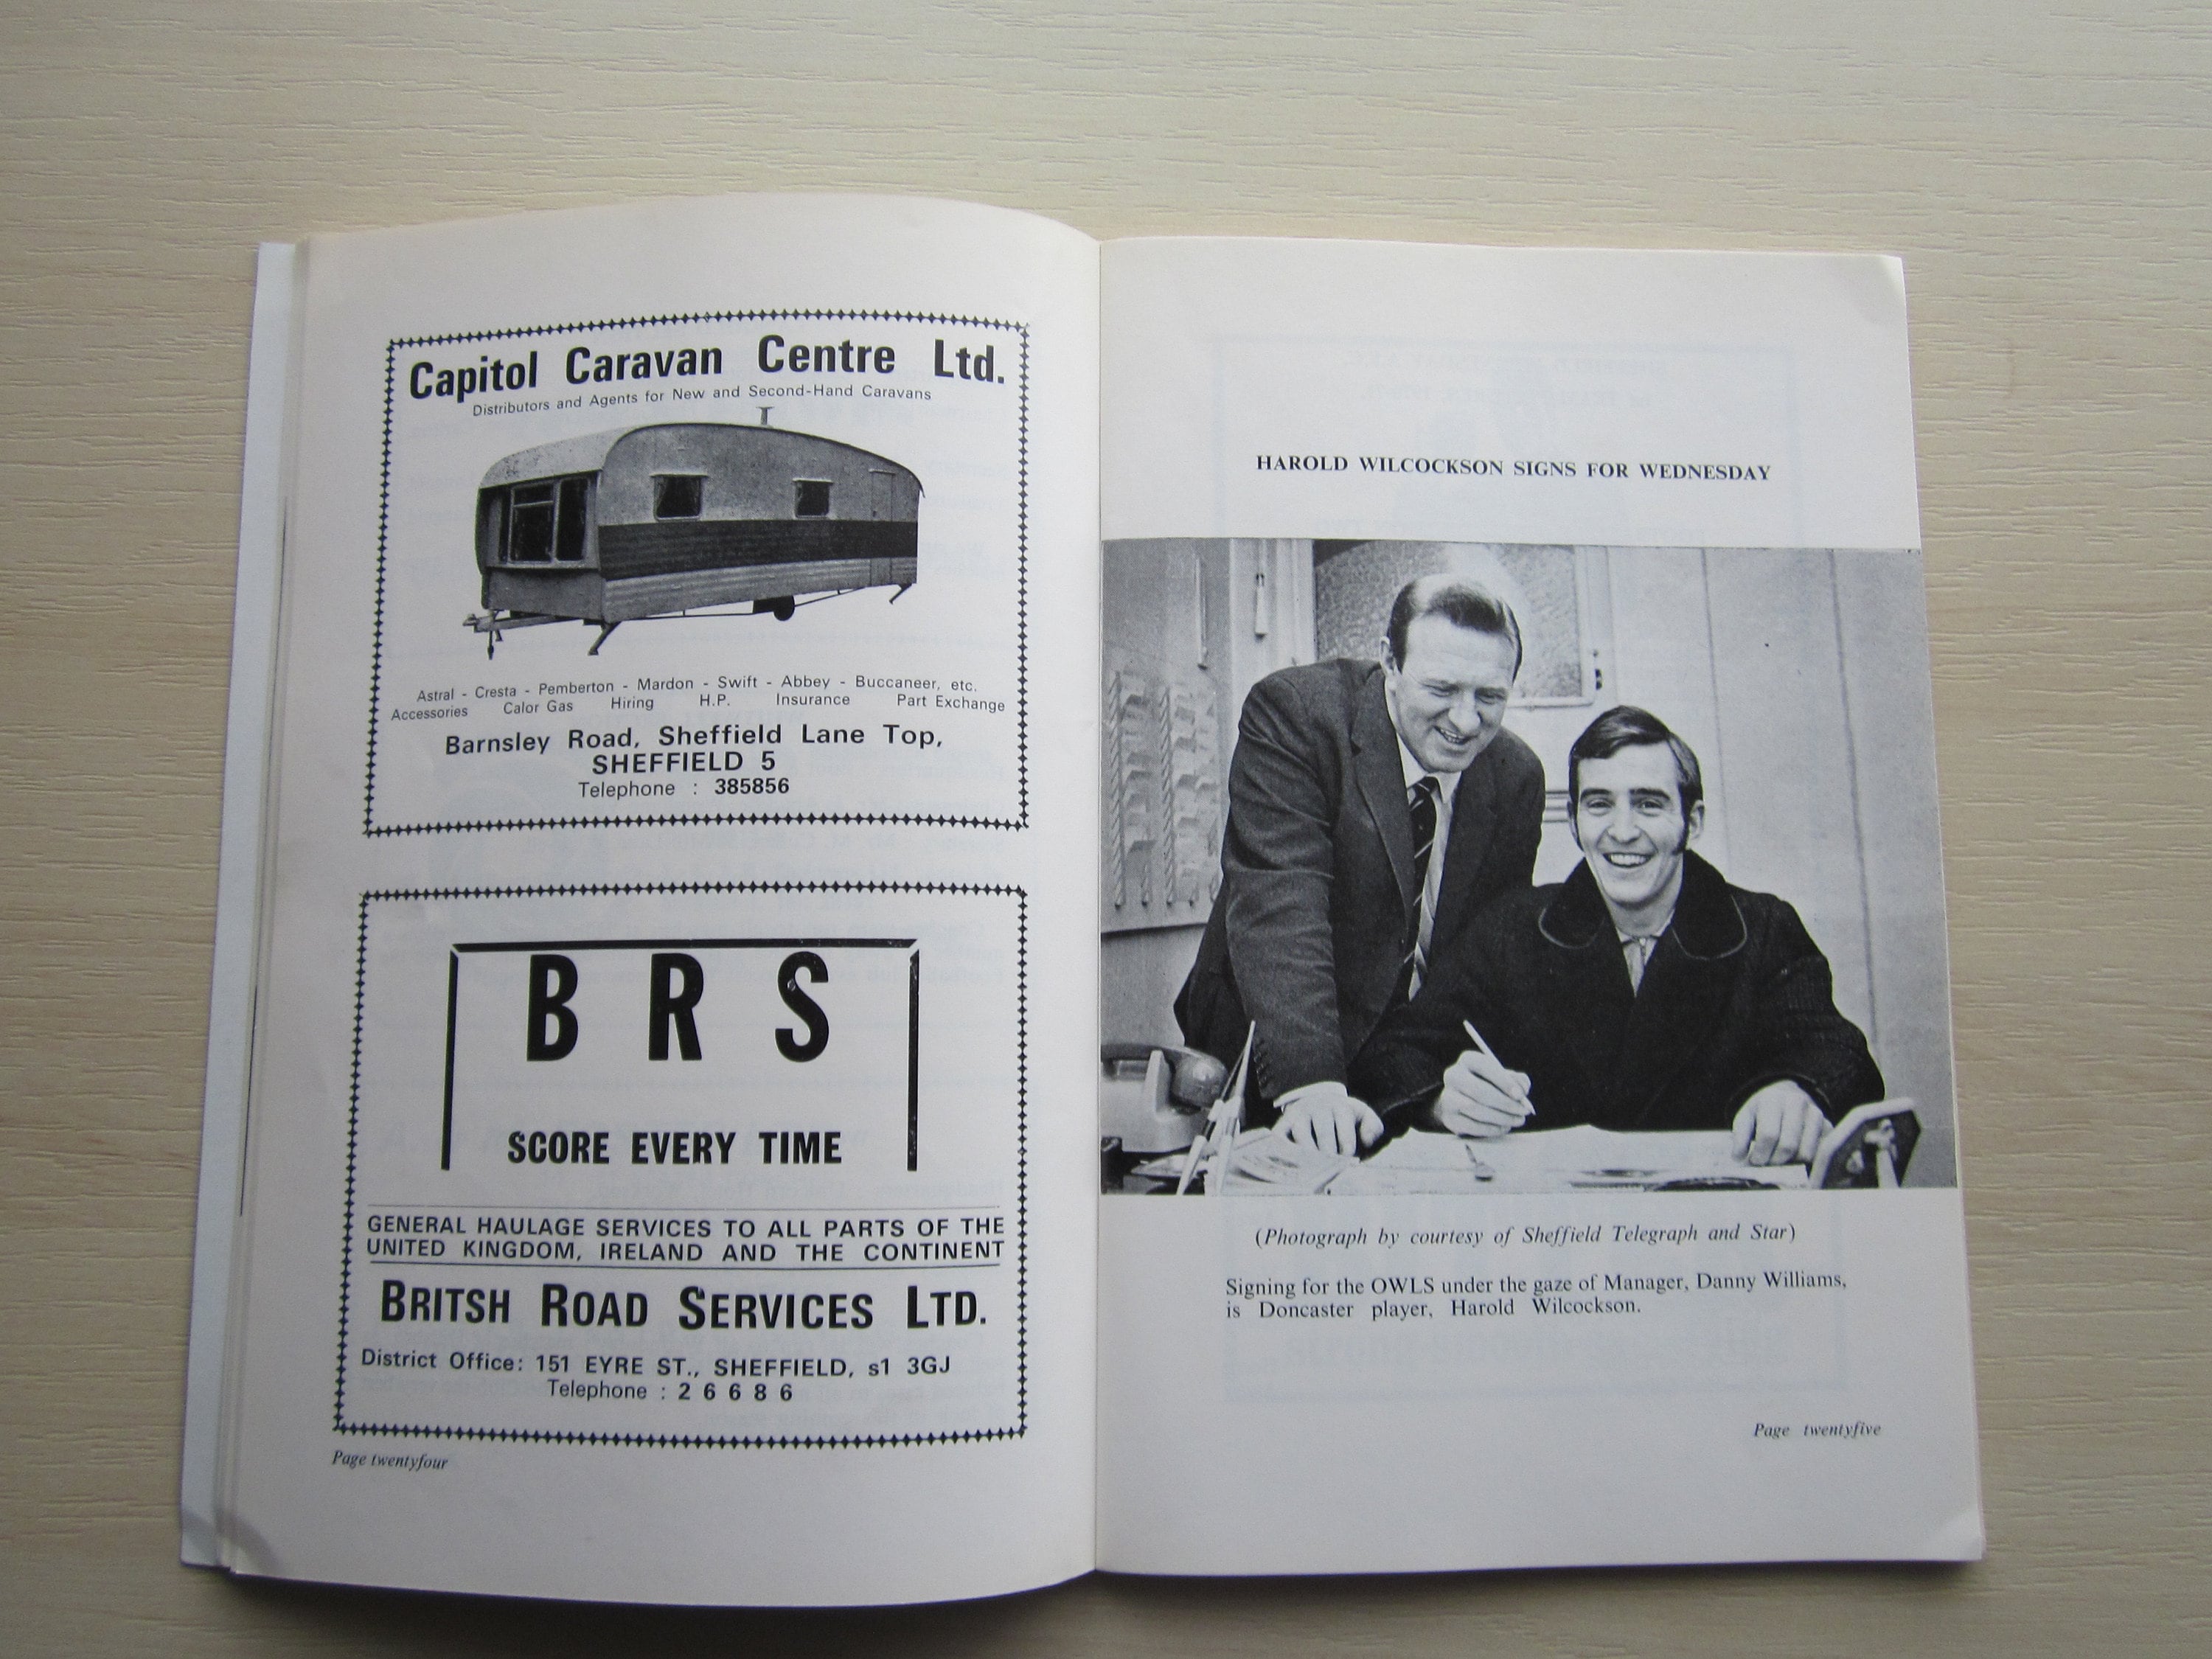 Capitol Caravan Centre Ltd.
Distributors and Agents for New and Second-Hand Caravans
Astral - Cresta - Pemberton - Mardon - Swift - Abbey - Buccaneer, etc.
Accessories Calor Gas Hiring H.P. Insurance Part Exchange
Barnsley Road, Sheffield Lane Top,
SHEFFIELD 5
Telephone : 385856
B R S
SCORE EVERY TIME
GENERAL HAULAGE SERVICES TO ALL PARTS OF THE
UNITED KINGDOM, IRELAND AND THE CONTINENT
BRITSH ROAD SERVICES LTD.
District Office: 151 EYRE ST., SHEFFIELD, s1 3GJ
Telephone : 2 6 6 8 6
Page twentyfour
HAROLD WILCOCKSON SIGNS FOR WEDNESDAY
(Photograph by courtesy of Sheffield Telegraph and Star)
Signing for the OWLS under the gaze of Manager, Danny Williams,
is Doncaster player, Harold Wilcockson.
Page twentyfive